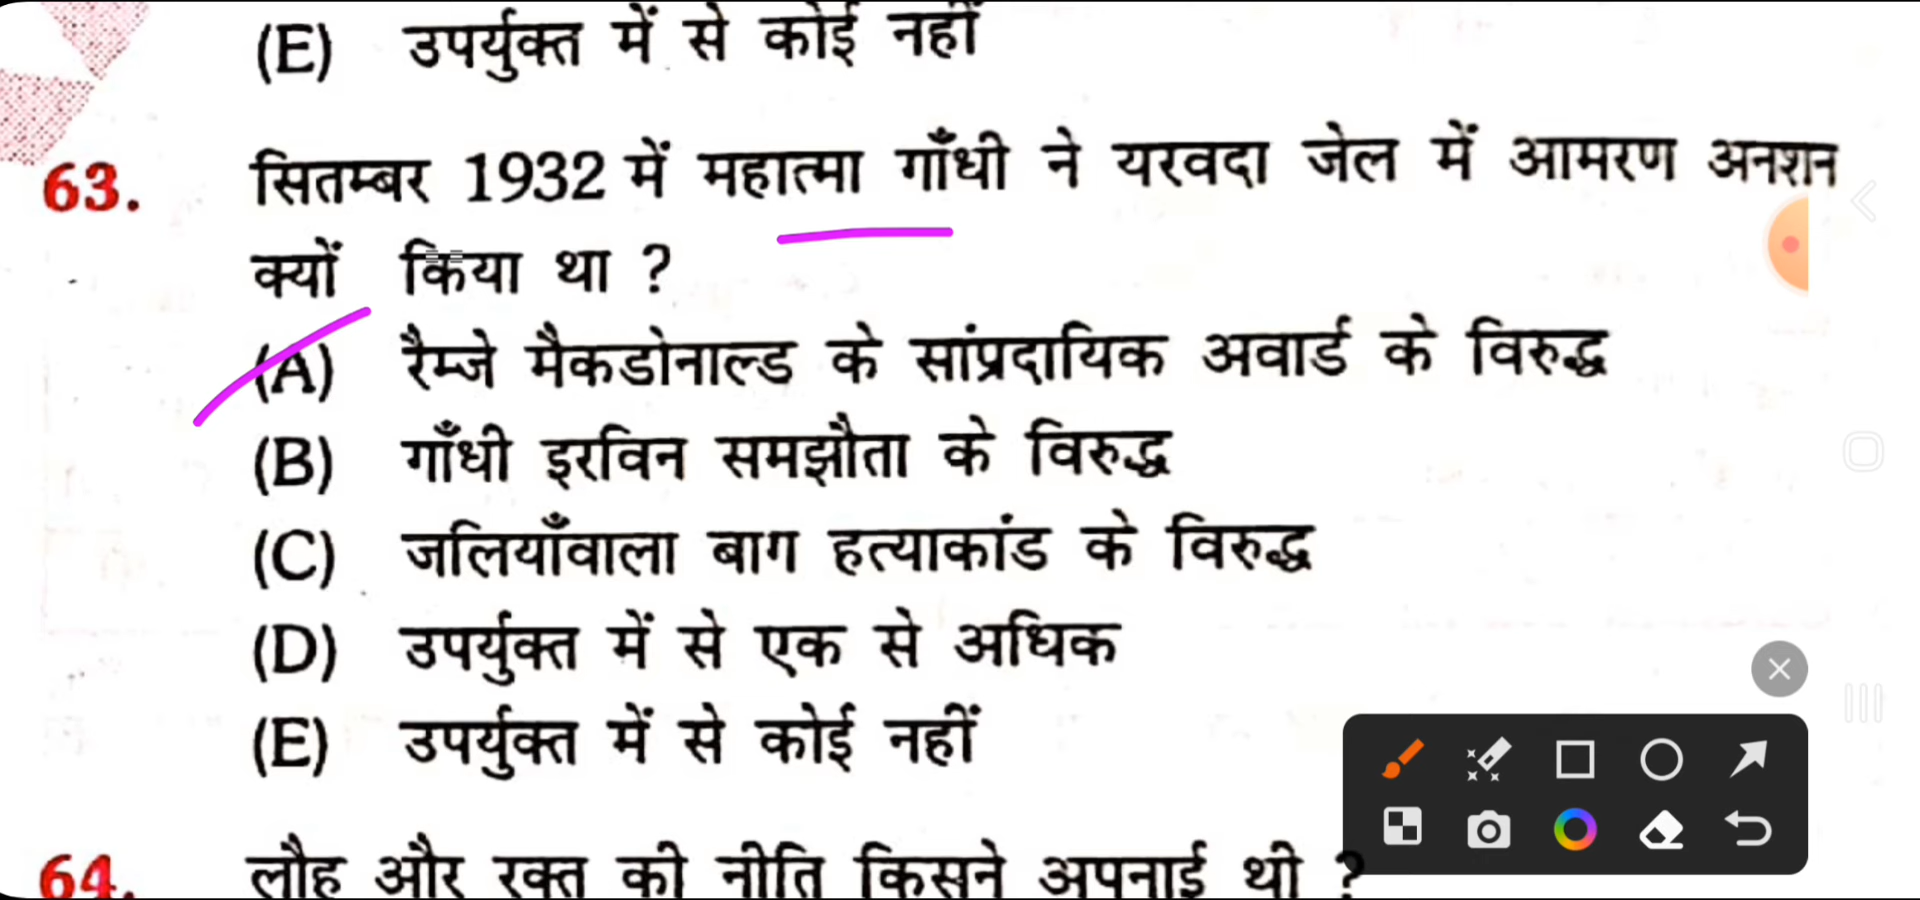 (E) उपर्युक्त में से कोई नहीं
63. सितम्बर 1932 में महात्मा गाँधी ने यरवदा जेल में आमरण अनशन
क्यों किया था ?
(A) रैम्जे मैकडोनाल्ड के सांप्रदायिक अवार्ड के विरुद्ध
(B) गाँधी इरविन समझौता के विरुद्ध
(C) जलियाँवाला बाग हत्याकांड के विरुद्ध
(D) उपर्युक्त में से एक से अधिक
(E) उपर्युक्त में से कोई नहीं
64. लौह और रक्त की नीति किसने अपनाई थी ?